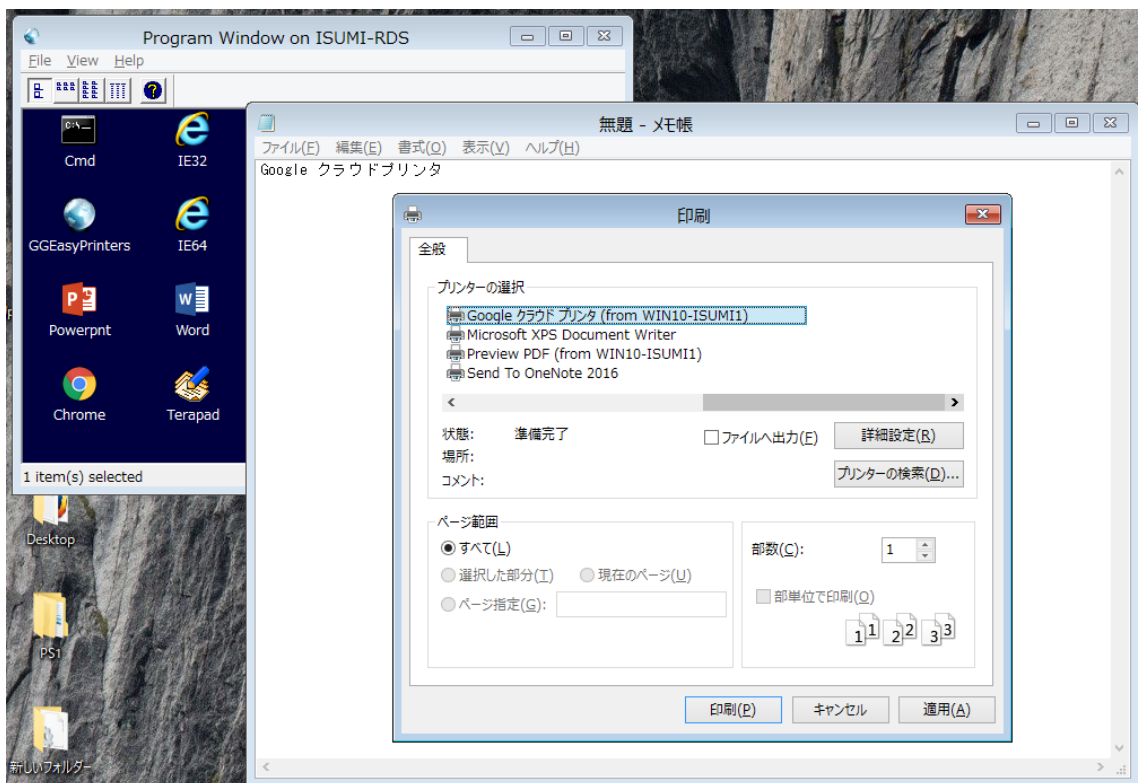 Program Window on ISUMI-RDS
File View Help
Cmd
IE32
GGEasyPrinters
IE64
Powerpnt
Word
Chrome
Terapad
1 item(s) selected
Desktop
PS1
新しいフォルダー
無題 - メモ帳
ファイル(F) 編集(E) 書式(O) 表示(V) ヘルプ(H)
Google クラウドプリンタ
印刷
全般
プリンターの選択
Google クラウド プリンタ (from WIN10-ISUMI1)
Microsoft XPS Document Writer
Preview PDF (from WIN10-ISUMI1)
Send To OneNote 2016
状態: 準備完了
場所:
コメント:
ファイルへ出力(F)
詳細設定(R)
プリンターの検索(D)...
ページ範囲
すべて(L)
選択した部分(T) 現在のページ(U)
ページ指定(G):
部数(C): 1
部単位で印刷(O)
1 1 2 2 3 3
印刷(P) キャンセル 適用(A)